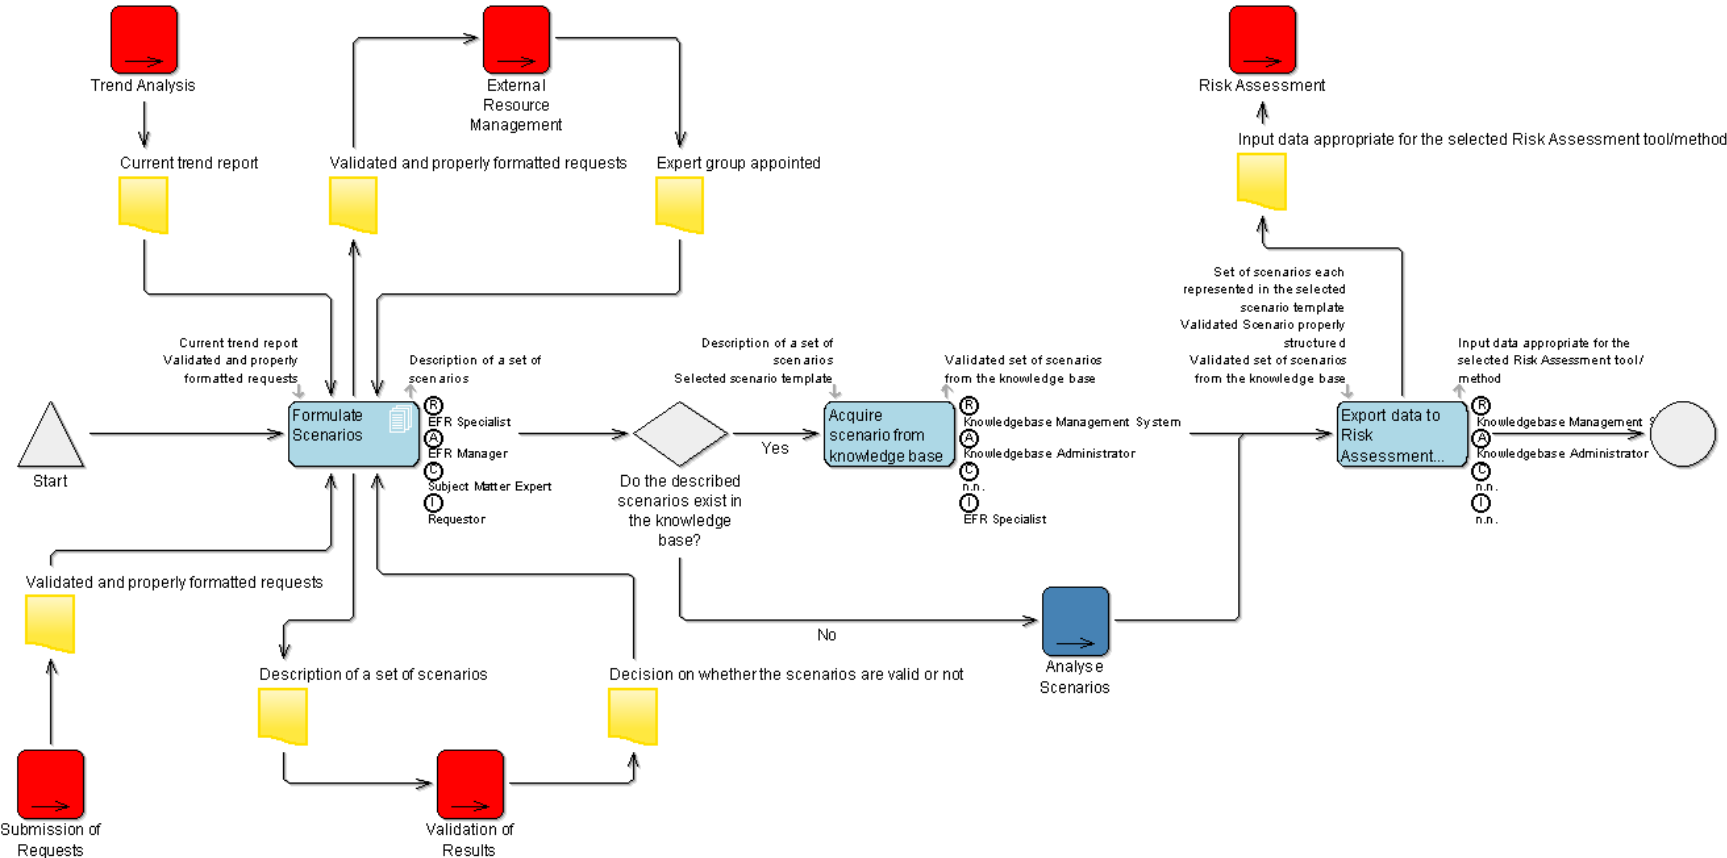 Trend Analysis
External
Resource
Management
Risk Assessment
Input data appropriate for the selected Risk Assessment tool/method
Current trend report
Validated and properly formatted requests
Expert group appointed
Set of scenarios each
represented in the selected
scenario template
Validated Scenario properly
structured
Validated set of scenarios
from the knowledge base
Input data appropriate for the
selected Risk Assessment tool/
method
Current trend report
Validated and properly
formatted requests
Description of a set of
scenarios
Description of a set of
scenarios
Selected scenario template
Validated set of scenarios
from the knowledge base
Start
Formulate
Scenarios
R
EFR Specialist
A
EFR Manager
C
Subject Matter Expert
I
Requestor
Do the described
scenarios exist in
the knowledge
base?
Yes
No
Acquire
scenario from
knowledge base
R
Knowledgebase Management System
A
Knowledgebase Administrator
C
n.n.
I
EFR Specialist
Export data to
Risk
Assessment...
R
Knowledgebase Management S
A
Knowledgebase Administrator
C
n.n.
I
n.n.
Validated and properly formatted requests
Description of a set of scenarios
Decision on whether the scenarios are valid or not
Analyse
Scenarios
Submission of
Requests
Validation of
Results